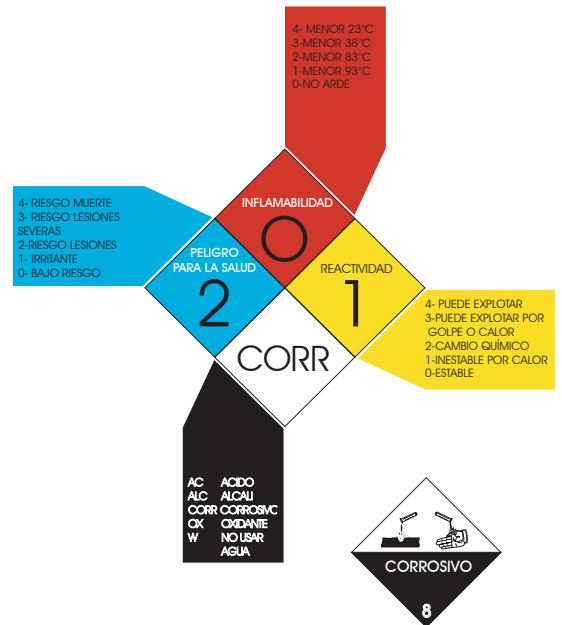 4- MENOR 23°C
3-MENOR 38°C
2-MENOR 83°C
1-MENOR 93°C
0-NO ARDE
INFLAMABILIDAD
0
4- RIESGO MUERTE
3- RIESGO LESIONES
SEVERAS
2-RIESGO LESIONES
1- IRRITANTE
0- BAJO RIESGO
PELIGRO
PARA LA SALUD
2
REACTIVIDAD
1
4- PUEDE EXPLOTAR
3-PUEDE EXPLOTAR POR
GOLPE O CALOR
2-CAMBIO QUÍMICO
1-INESTABLE POR CALOR
0-ESTABLE
CORR
AC ACIDO
ALC ALCALI
CORR CORROSIVO
OX OXIDANTE
W NO USAR
AGUA
CORROSIVO
8